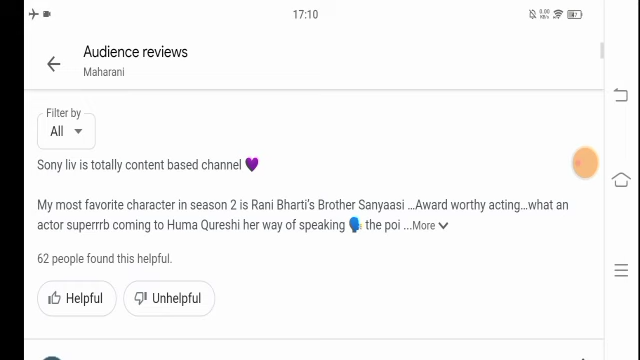 17:10
Audience reviews
Maharani
Filter by
All
Sony liv is totally content based channel 💜
My most favorite character in season 2 is Rani Bharti's Brother Sanyaasi ...Award worthy acting...what an
actor superrrb coming to Huma Qureshi her way of speaking 🗣 the poi ...More
62 people found this helpful.
Helpful
Unhelpful